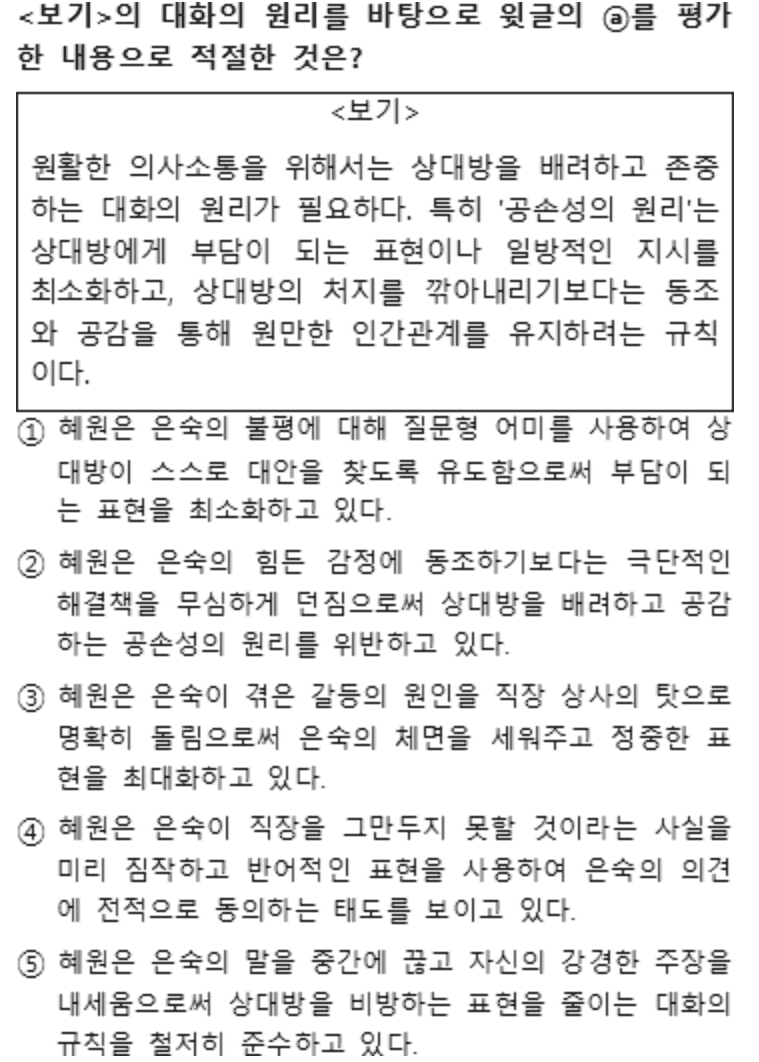 <보기>의 대화의 원리를 바탕으로 윗글의 ⓐ를 평가
한 내용으로 적절한 것은?
<보기>
원활한 의사소통을 위해서는 상대방을 배려하고 존중
하는 대화의 원리가 필요하다. 특히 '공손성의 원리'는
상대방에게 부담이 되는 표현이나 일방적인 지시를
최소화하고, 상대방의 처지를 깎아내리기보다는 동조
와 공감을 통해 원만한 인간관계를 유지하려는 규칙
이다.
① 혜원은 은숙의 불평에 대해 질문형 어미를 사용하여 상
대방이 스스로 대안을 찾도록 유도함으로써 부담이 되
는 표현을 최소화하고 있다.
② 혜원은 은숙의 힘든 감정에 동조하기보다는 극단적인
해결책을 무심하게 던짐으로써 상대방을 배려하고 공감
하는 공손성의 원리를 위반하고 있다.
③ 혜원은 은숙이 겪은 갈등의 원인을 직장 상사의 탓으로
명확히 돌림으로써 은숙의 체면을 세워주고 정중한 표
현을 최대화하고 있다.
④ 혜원은 은숙이 직장을 그만두지 못할 것이라는 사실을
미리 짐작하고 반어적인 표현을 사용하여 은숙의 의견
에 전적으로 동의하는 태도를 보이고 있다.
⑤ 혜원은 은숙의 말을 중간에 끊고 자신의 강경한 주장을
내세움으로써 상대방을 비방하는 표현을 줄이는 대화의
규칙을 철저히 준수하고 있다.